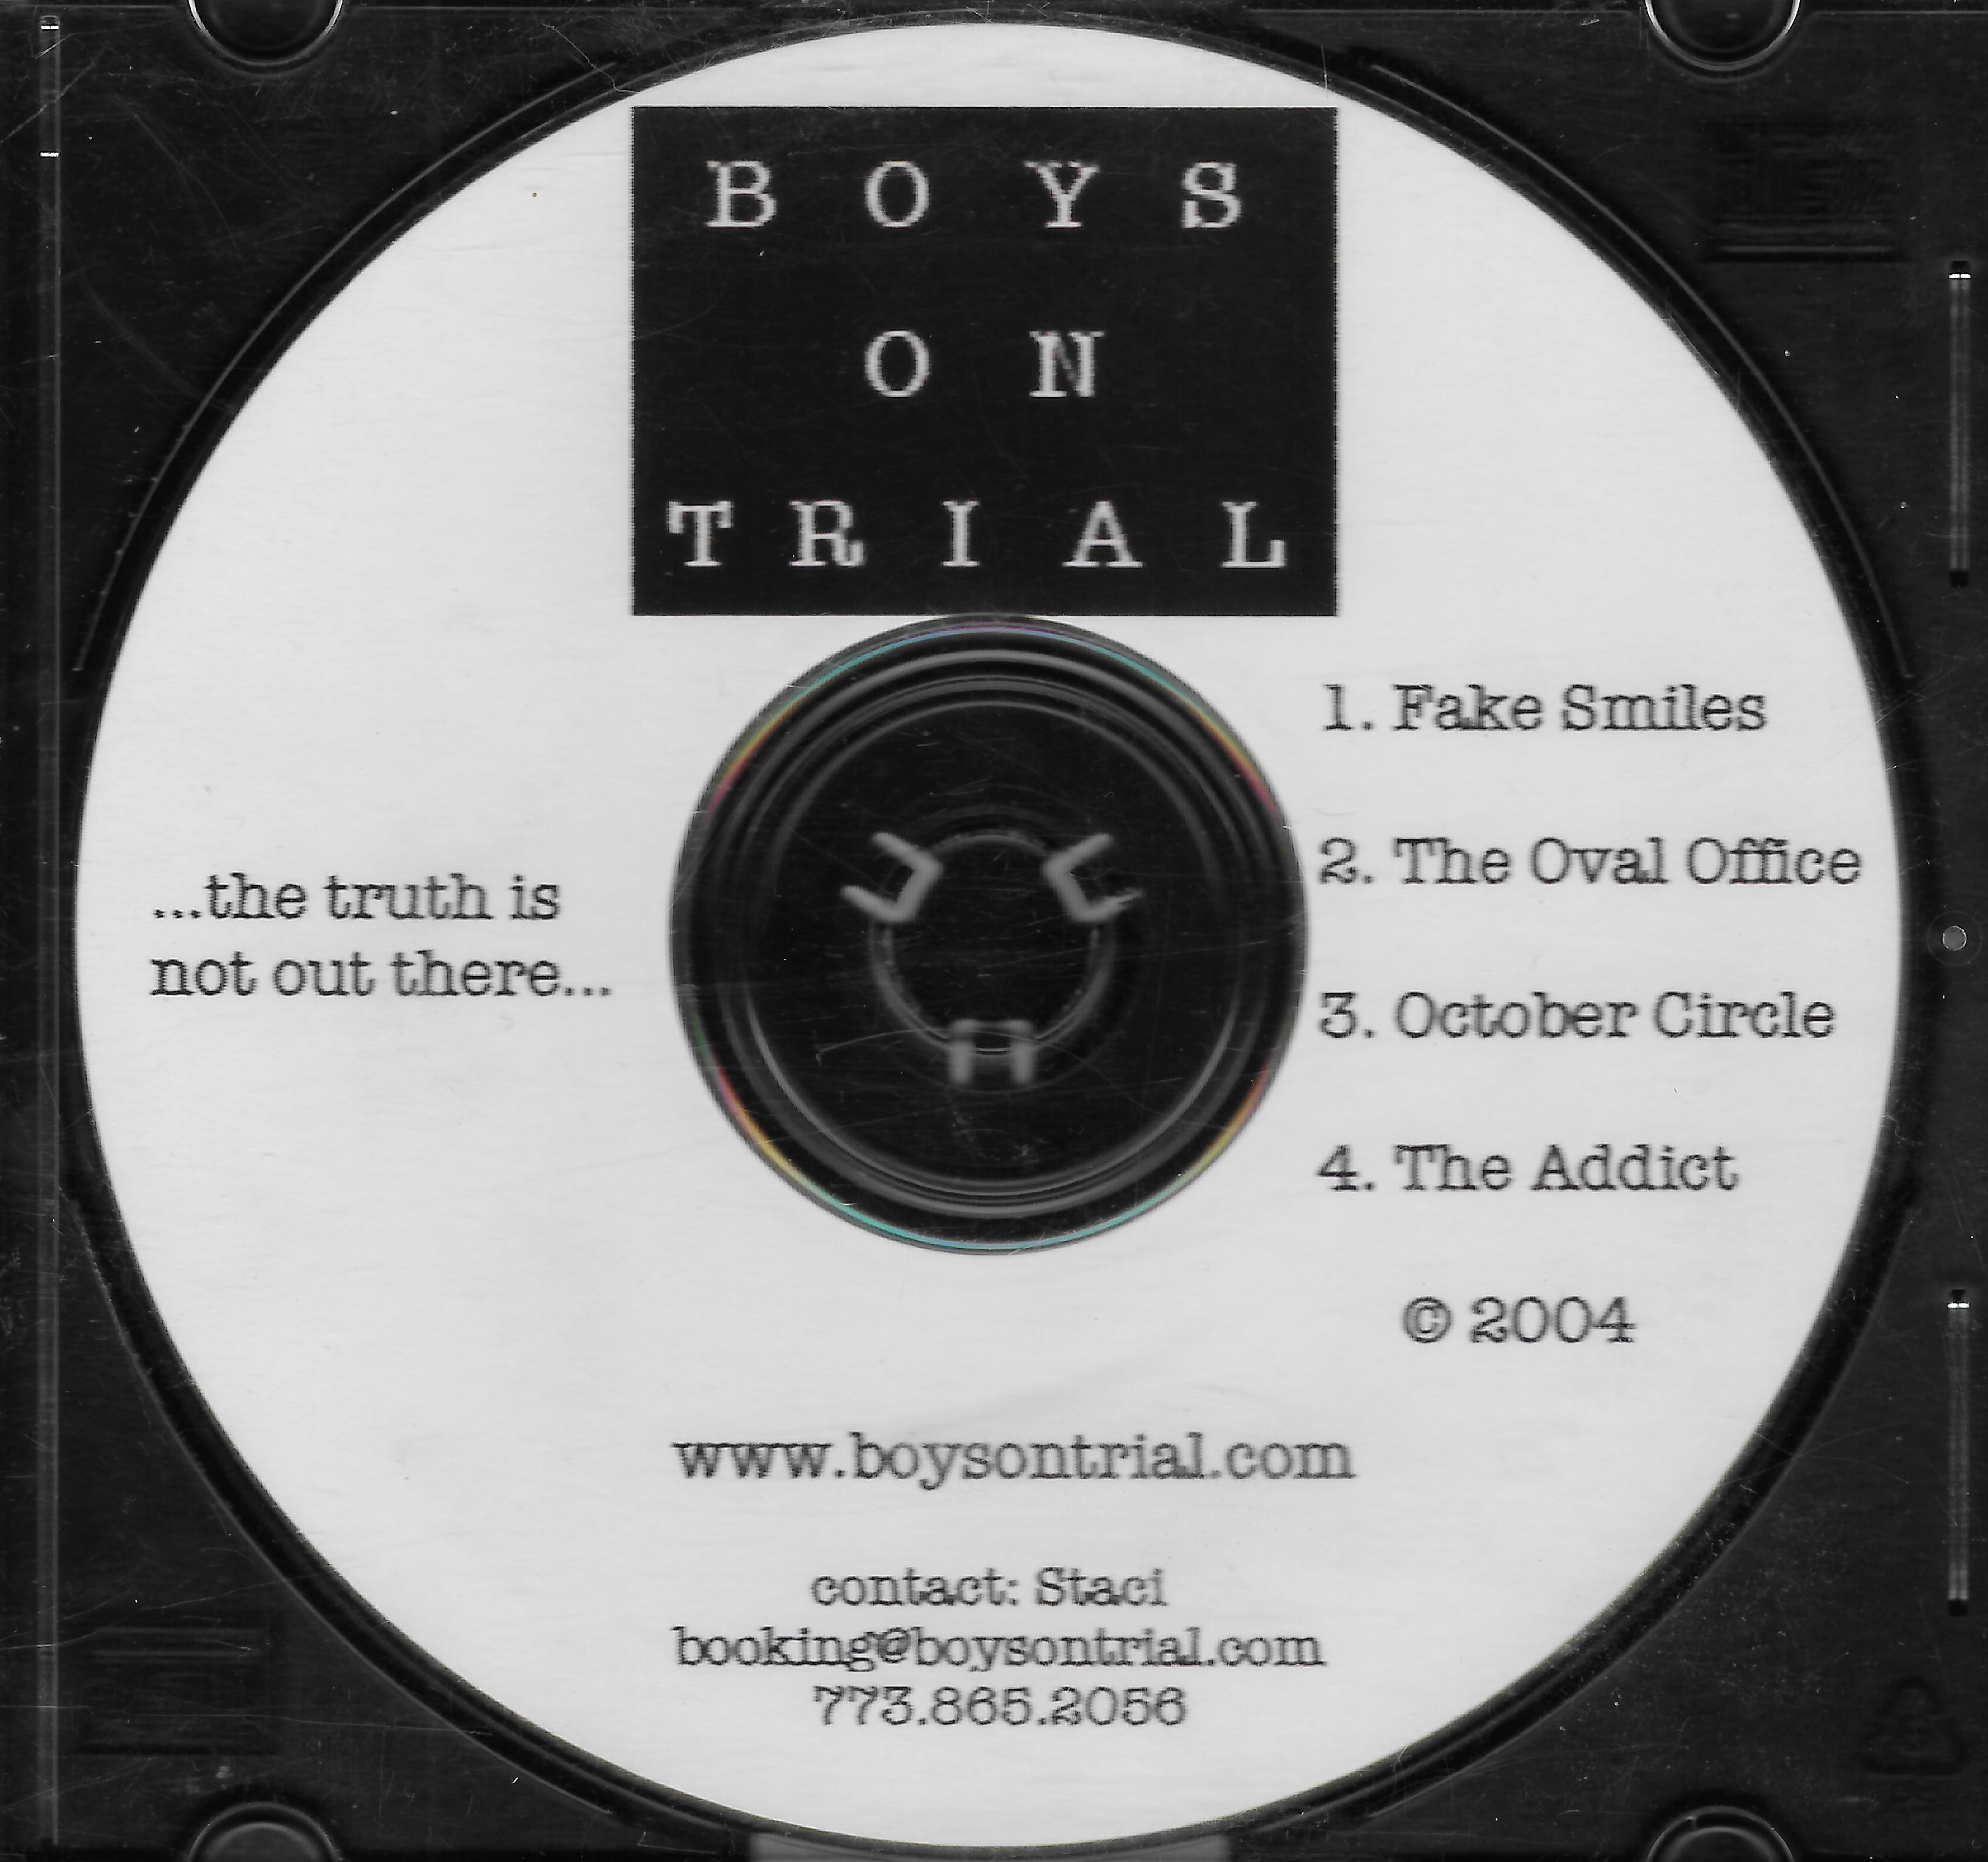 BOYS
ON
TRIAL
1. Fake Smiles
2. The Oval Office
3. October Circle
4. The Addict
...the truth is
not out there...
© 2004
www.boysontrial.com
contact: Staci
booking@boysontrial.com
773.865.2056